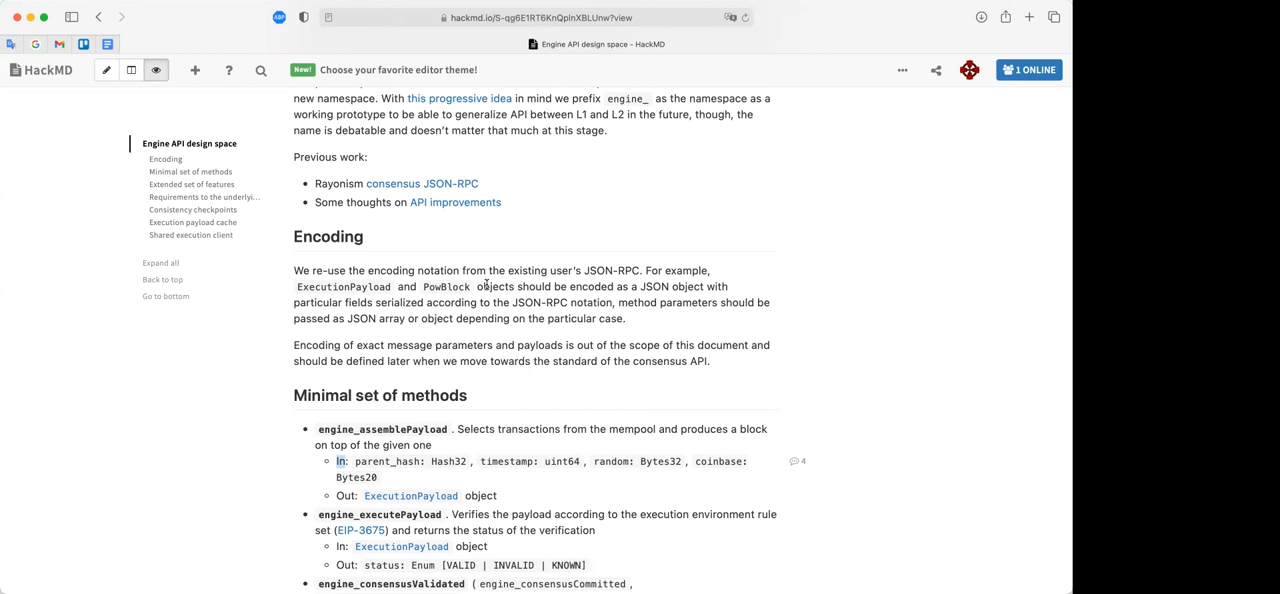 ABP
hackmd.io/S-qg6E1RT6KnQplnXBLUnw?view
Engine API design space - HackMD
HackMD
New! Choose your favorite editor theme!
1 ONLINE
new namespace. With this progressive idea in mind we prefix engine_ as the namespace as a
working prototype to be able to generalize API between L1 and L2 in the future, though, the
name is debatable and doesn't matter that much at this stage.
Engine API design space
Encoding
Minimal set of methods
Extended set of features
Requirements to the underlyi...
Consistency checkpoints
Execution payload cache
Shared execution client
Expand all
Back to top
Go to bottom
Previous work:
• Rayonism consensus JSON-RPC
• Some thoughts on API improvements
Encoding
We re-use the encoding notation from the existing user's JSON-RPC. For example,
ExecutionPayload and PowBlock objects should be encoded as a JSON object with
particular fields serialized according to the JSON-RPC notation, method parameters should be
passed as JSON array or object depending on the particular case.
Encoding of exact message parameters and payloads is out of the scope of this document and
should be defined later when we move towards the standard of the consensus API.
Minimal set of methods
• engine_assemblePayload . Selects transactions from the mempool and produces a block
on top of the given one
In: parent_hash: Hash32 , timestamp: uint64 , random: Bytes32 , coinbase:
Bytes20
4
Out: ExecutionPayload object
• engine_executePayload . Verifies the payload according to the execution environment rule
set (EIP-3675) and returns the status of the verification
In: ExecutionPayload object
Out: status: Enum [VALID | INVALID | KNOWN]
• engine_consensusValidated ( engine_consensusCommitted ,